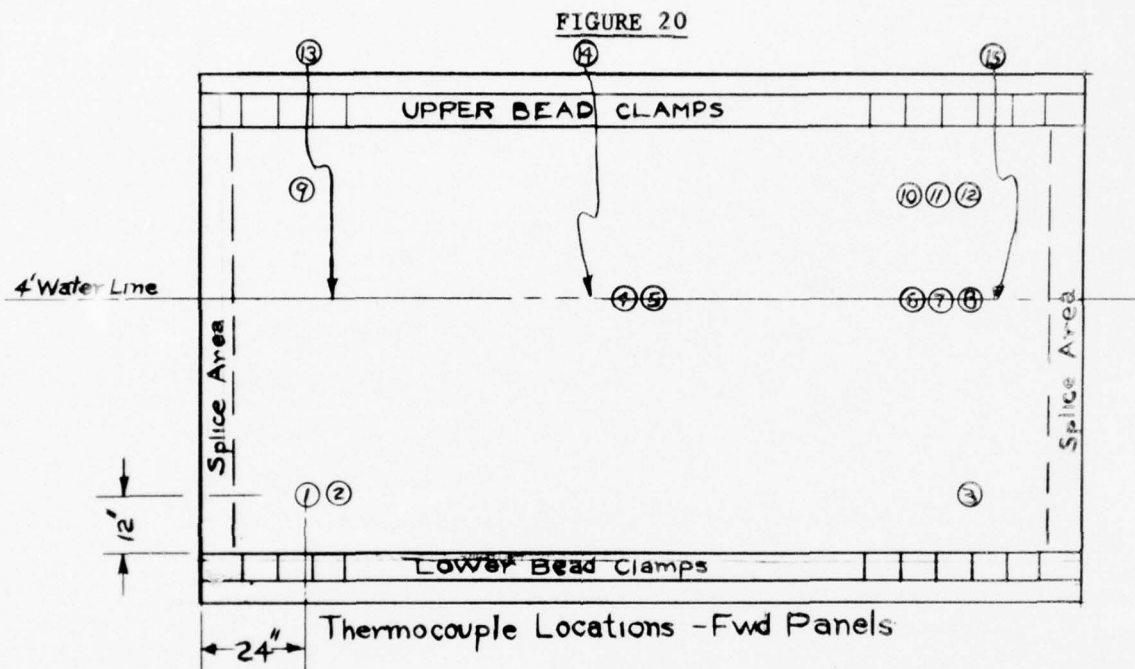 FIGURE 20
13 14 15
UPPER BEAD CLAMPS
9 10 11 12
4' Water Line
4 5 6 7 8
Splice Area
Splice Area
1 2 3
12"
Lower Bead Clamps
Thermocouple Locations - Fwd Panels
24"